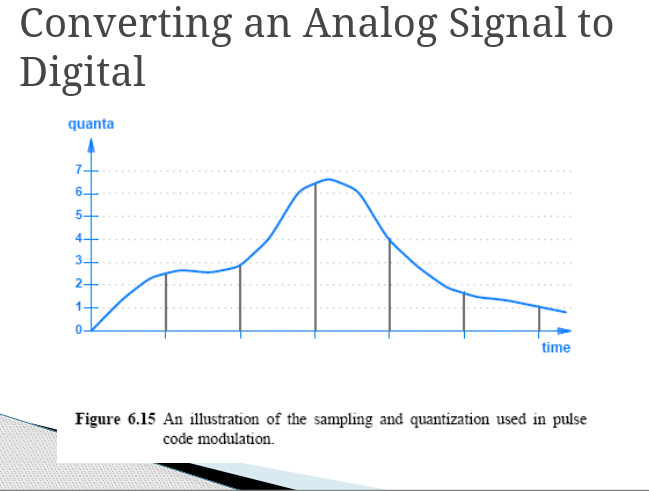 Converting an Analog Signal to
Digital
quanta
7
6
5
4
3
2
1
0
time
Figure 6.15 An illustration of the sampling and quantization used in pulse
code modulation.